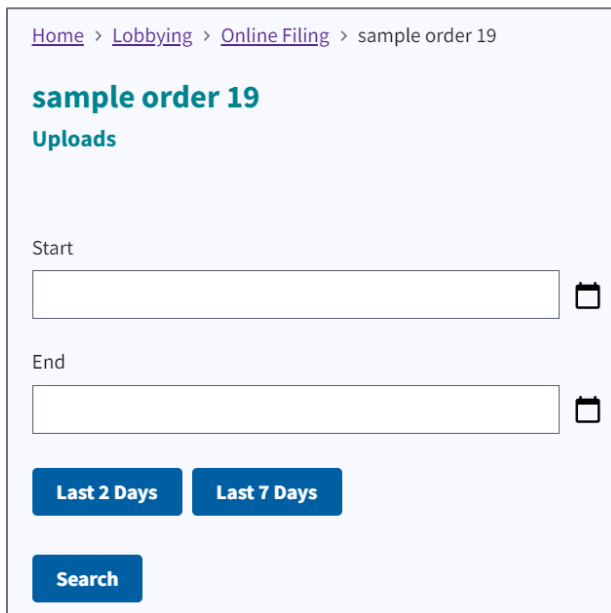 Home > Lobbying > Online Filing > sample order 19
sample order 19
Uploads
Start
End
Last 2 Days Last 7 Days
Search